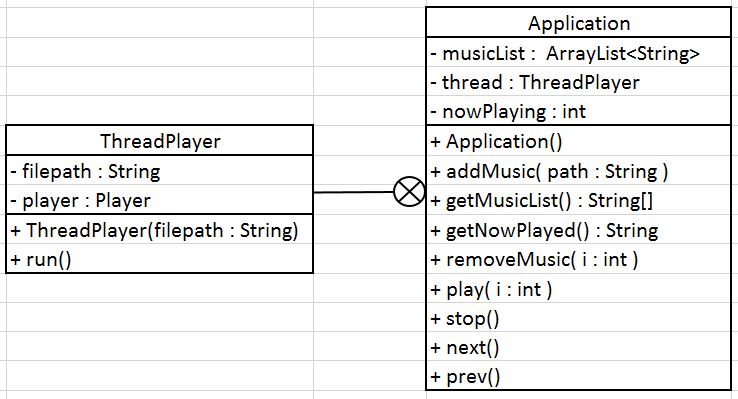 ThreadPlayer
- filepath : String
- player : Player
+ ThreadPlayer(filepath : String)
+ run()
Application
- musicList : ArrayList<String>
- thread : ThreadPlayer
- nowPlaying : int
+ Application()
+ addMusic( path : String )
+ getMusicList() : String[]
+ getNowPlayed() : String
+ removeMusic( i : int )
+ play( i : int )
+ stop()
+ next()
+ prev()